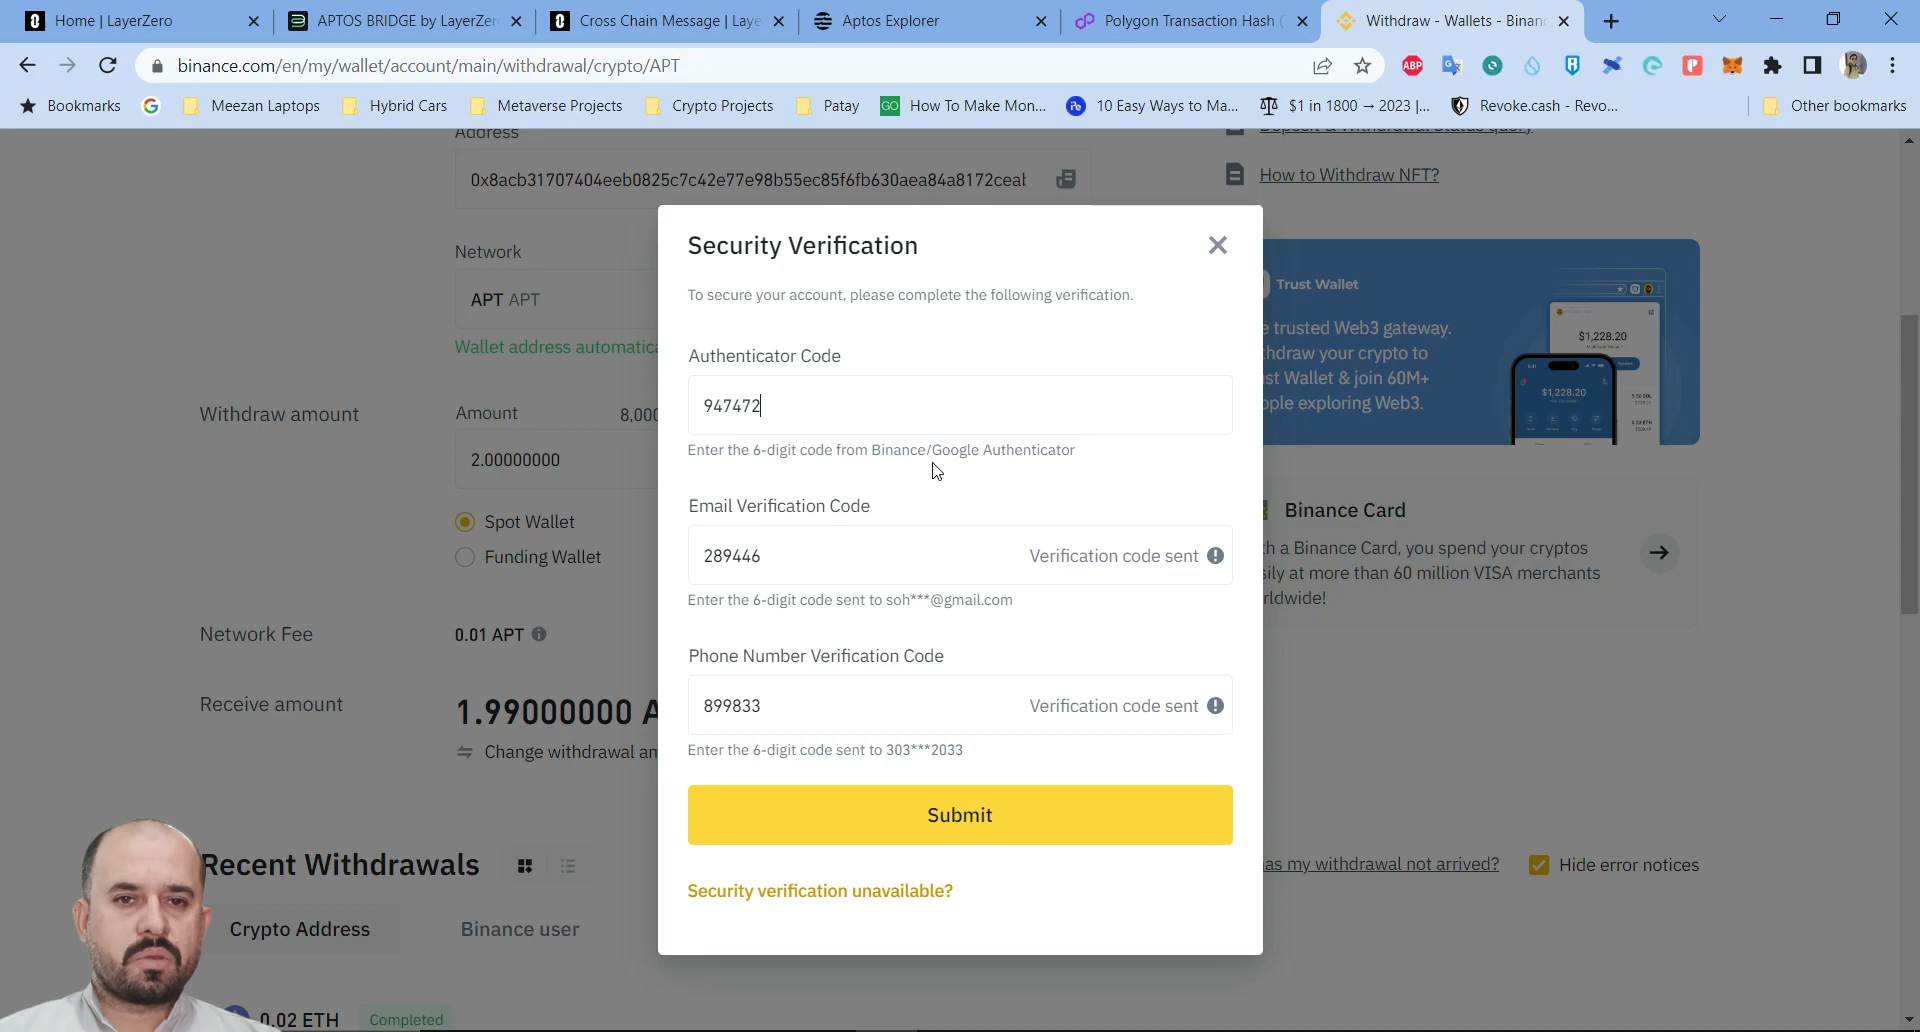 Home | LayerZero
APTOS BRIDGE by LayerZer
Cross Chain Message | Laye
Aptos Explorer
Polygon Transaction Hash (
Withdraw - Wallets - Binan
binance.com/en/my/wallet/account/main/withdrawal/crypto/APT
Bookmarks
Meezan Laptops
Hybrid Cars
Metaverse Projects
Crypto Projects
Patay
How To Make Mon...
10 Easy Ways to Ma...
$1 in 1800 → 2023 |...
Revoke.cash - Revo...
Other bookmarks
Address
Deposit & Withdrawal Status query
0x8acb31707404eeb0825c7c42e77e98b55ec85f6fb630aea84a8172ceał
How to Withdraw NFT?
Network
APT APT
Wallet address automatica
Withdraw amount
Amount
8,000
2.00000000
Spot Wallet
Funding Wallet
Network Fee
0.01 APT
Receive amount
1.99000000 A
Change withdrawal am
Security Verification
To secure your account, please complete the following verification.
Authenticator Code
947472
Enter the 6-digit code from Binance/Google Authenticator
Email Verification Code
289446
Verification code sent
Enter the 6-digit code sent to soh***@gmail.com
Phone Number Verification Code
899833
Verification code sent
Enter the 6-digit code sent to 303***2033
Submit
Security verification unavailable?
Trust Wallet
e trusted Web3 gateway.
hdraw your crypto to
st Wallet & join 60M+
ople exploring Web3.
$1,228.20
$1,228.20
Binance Card
h a Binance Card, you spend your cryptos
sily at more than 60 million VISA merchants
rldwide!
Recent Withdrawals
as my withdrawal not arrived?
Hide error notices
Crypto Address
Binance user
0.02 ETH
Completed